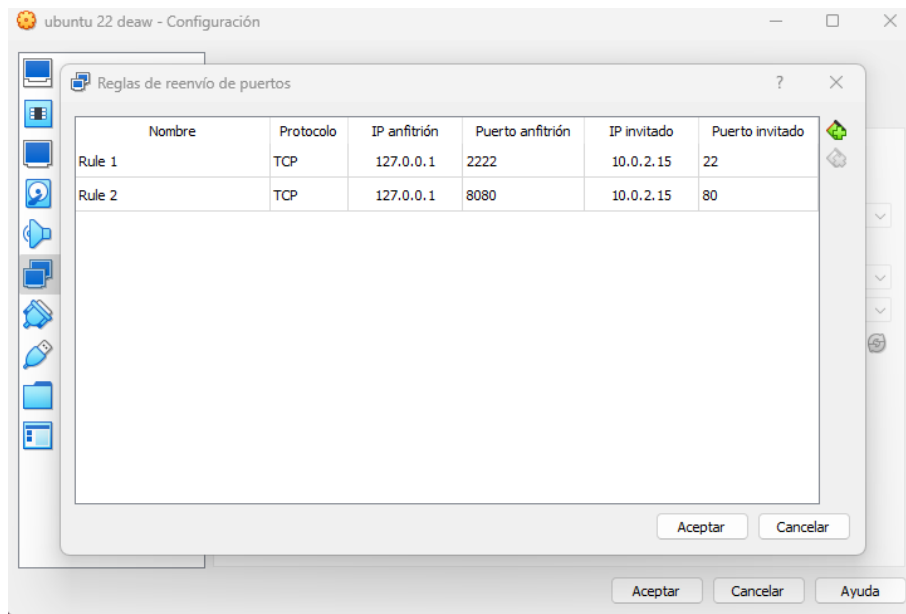 ubuntu 22 deaw - Configuración
Reglas de reenvío de puertos ?
Nombre Protocolo IP anfitrión Puerto anfitrión IP invitado Puerto invitado
Rule 1 TCP 127.0.0.1 2222 10.0.2.15 22
Rule 2 TCP 127.0.0.1 8080 10.0.2.15 80
Aceptar Cancelar
Aceptar Cancelar Ayuda